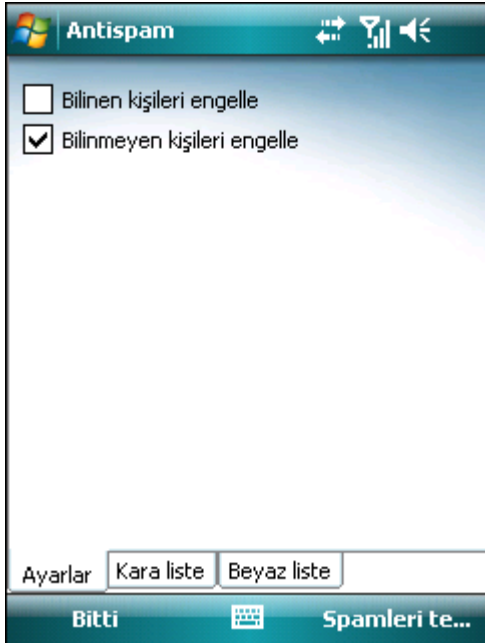 Antispam
Bilinen kişileri engelle
Bilinmeyen kişileri engelle
Ayarlar Kara liste Beyaz liste
Bitti Spamleri te...